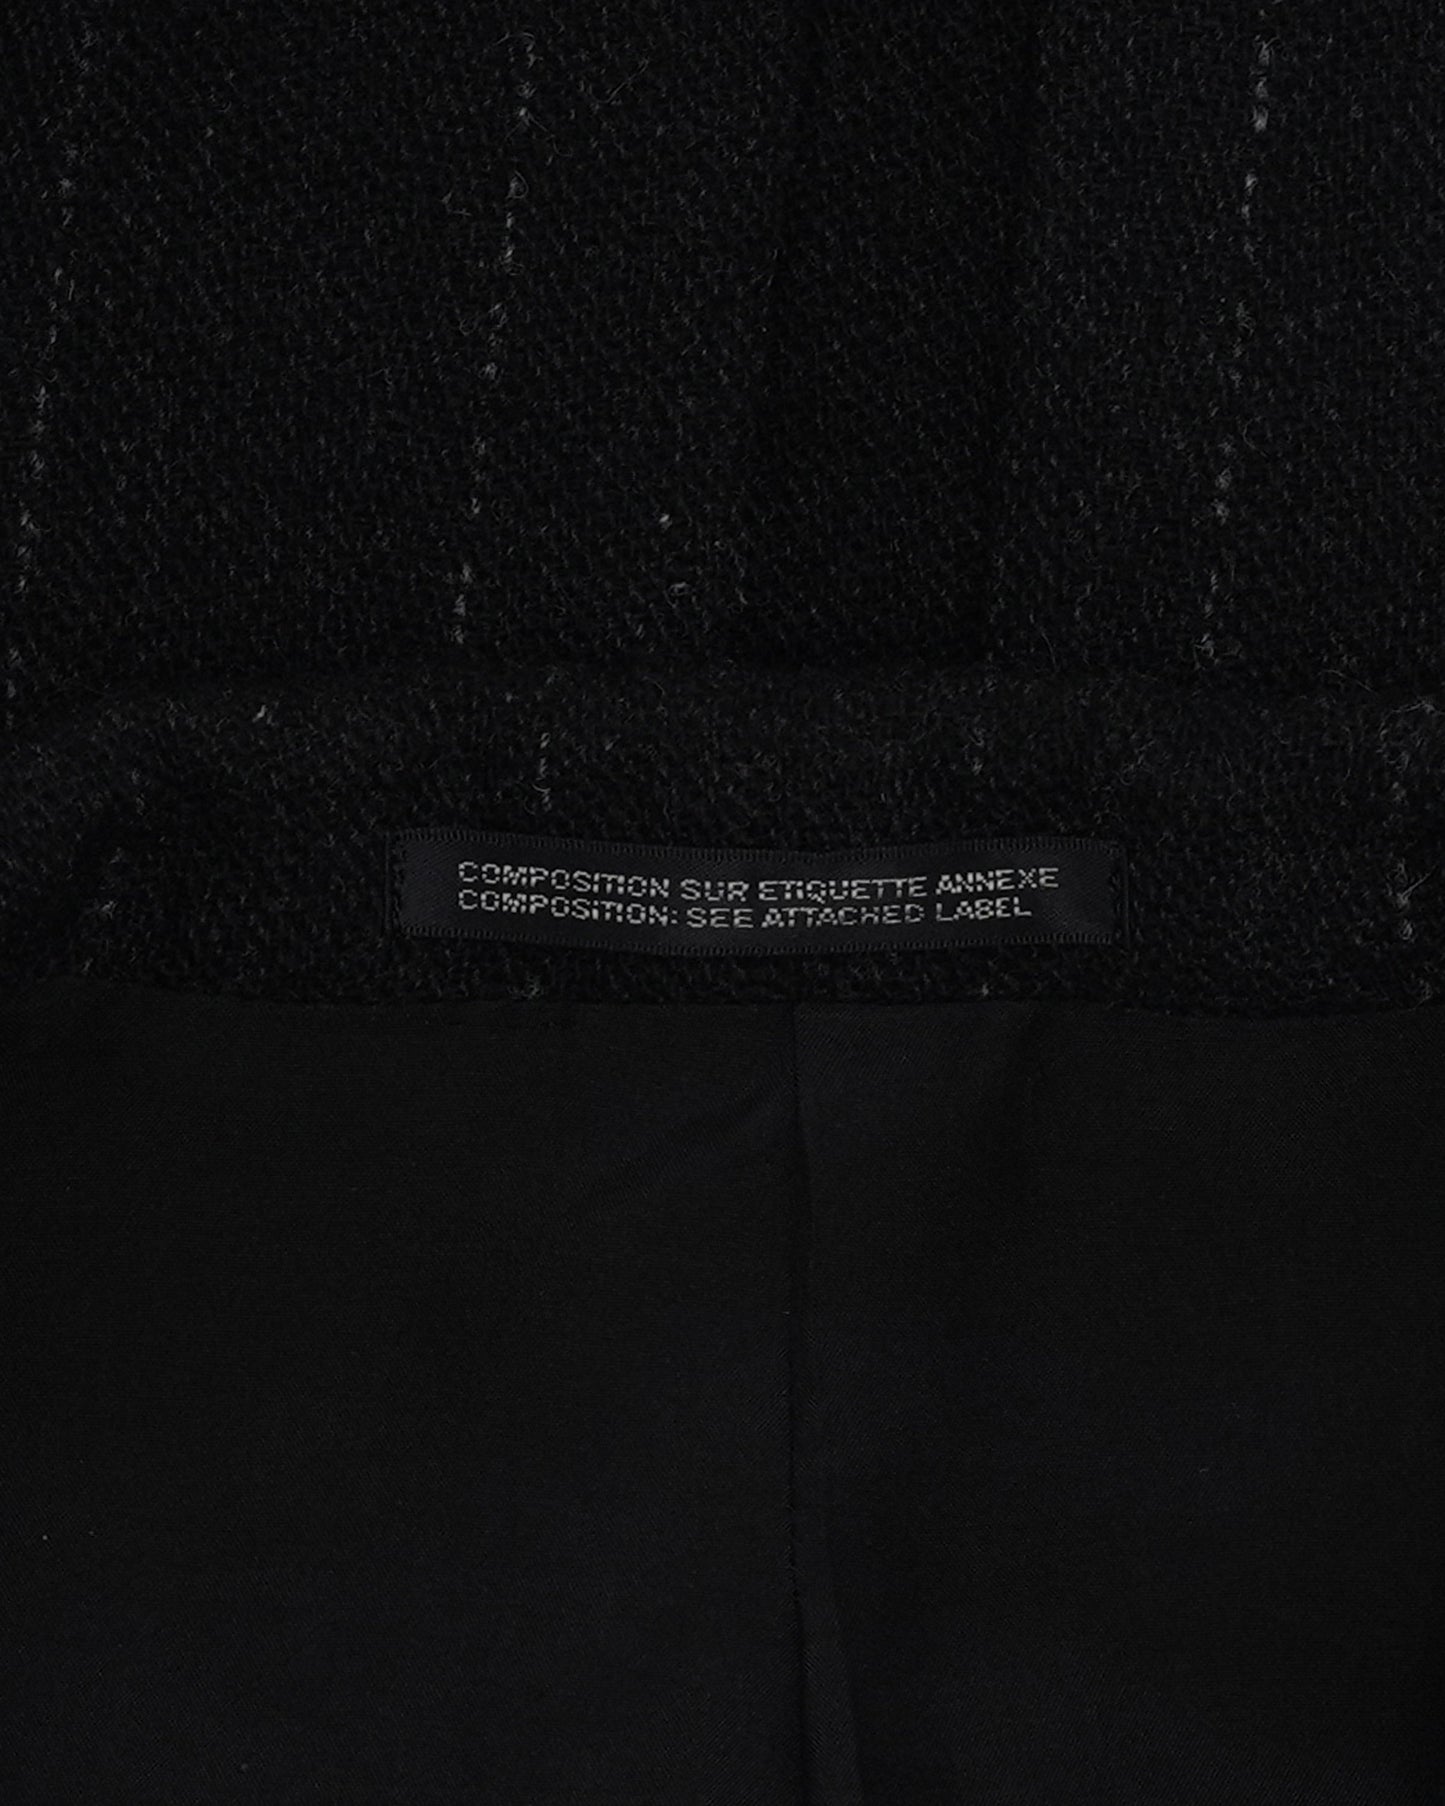 COMPOSITION SUR ETIQUETTE ANNEXE
COMPOSITION: SEE ATTACHED LABEL